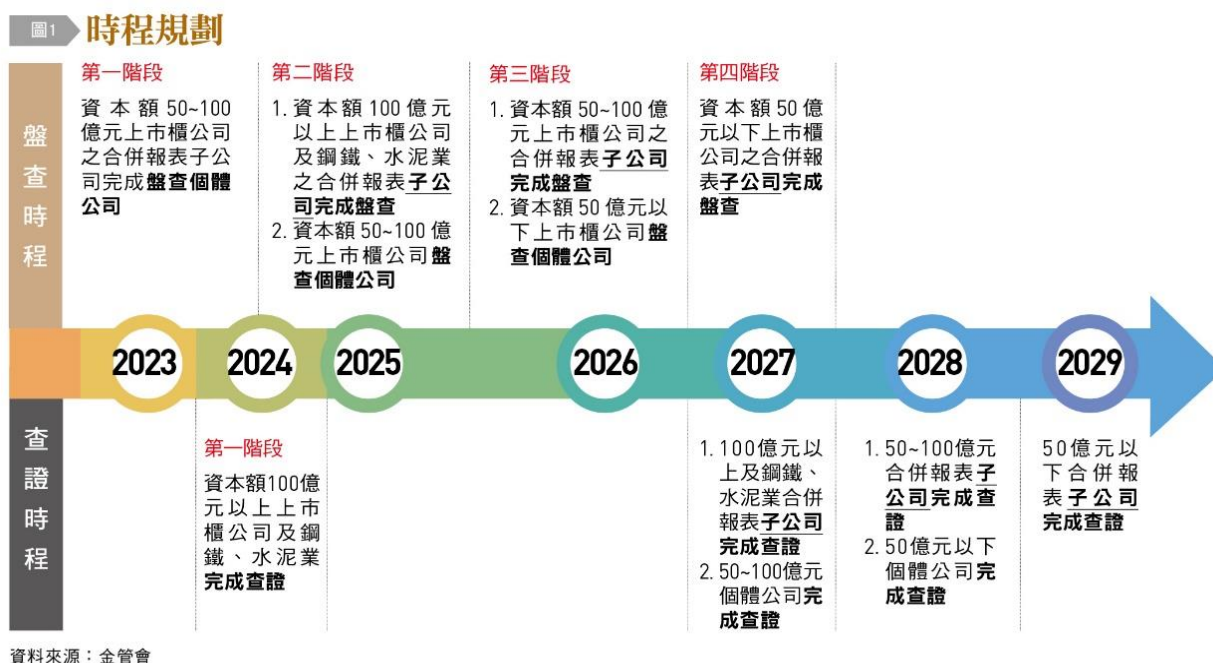 圖1 時程規劃
盤查時程
第一階段
資本額50~100
億元上市櫃公司
之合併報表子公
司完成盤查個體
公司
第二階段
1. 資本額100億元
以上上市櫃公司
及鋼鐵、水泥業
之合併報表子公
司完成盤查
2. 資本額50~100億
元上市櫃公司盤
查個體公司
第三階段
1. 資本額50~100億
元上市櫃公司之
合併報表子公司
完成盤查
2. 資本額50億元以
下上市櫃公司盤
查個體公司
第四階段
資本額50億
元以下上市櫃
公司之合併報
表子公司完成
盤查
2023
2024
2025
2026
2027
2028
2029
查證時程
第一階段
資本額100億
元以上上市
櫃公司及鋼
鐵、水泥業
完成查證
1. 100億元以
上及鋼鐵、
水泥業合併
報表子公司
完成查證
2. 50~100億元
個體公司完
成查證
1. 50~100億元
合併報表子
公司完成查
證
2. 50億元以下
個體公司完
成查證
50億元以
下合併報
表子公司
完成查證
資料來源：金管會